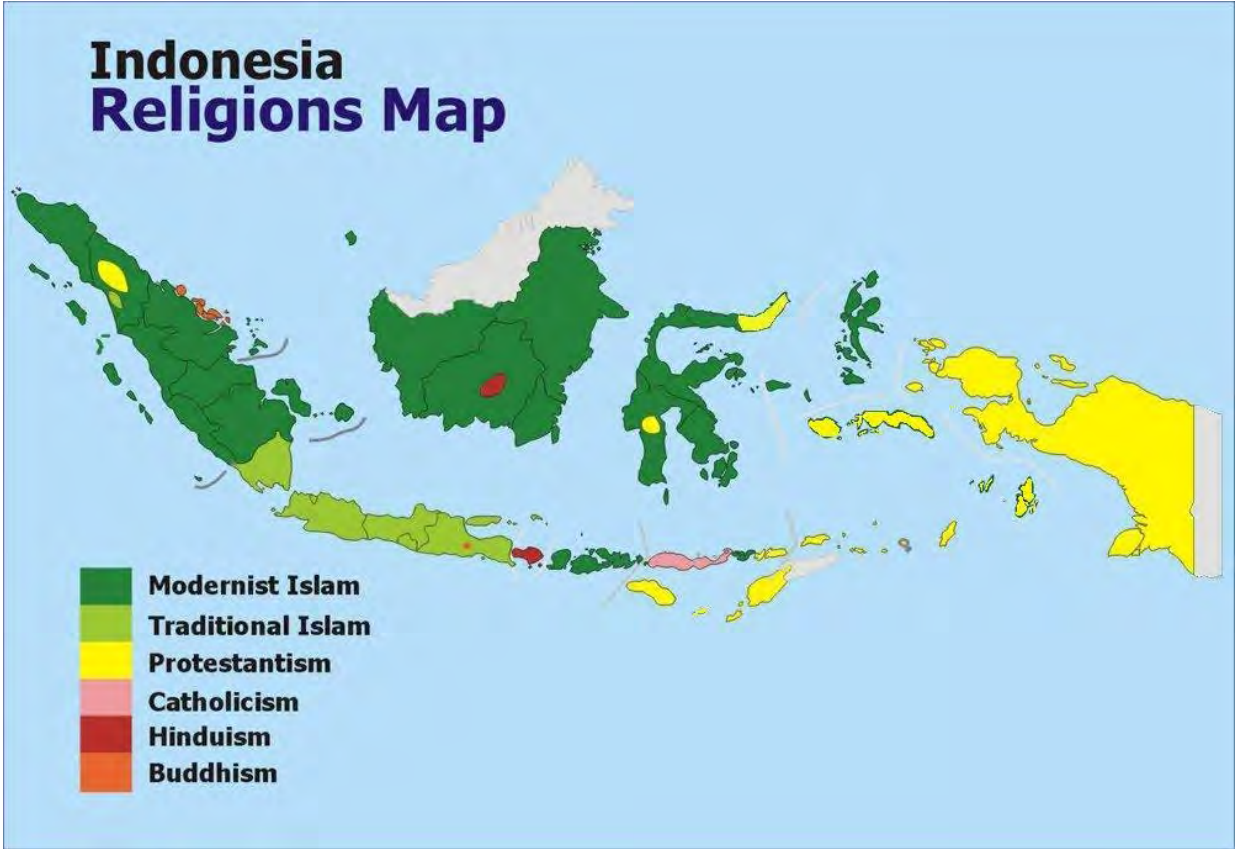 Indonesia
Religions Map
Modernist Islam
Traditional Islam
Protestantism
Catholicism
Hinduism
Buddhism